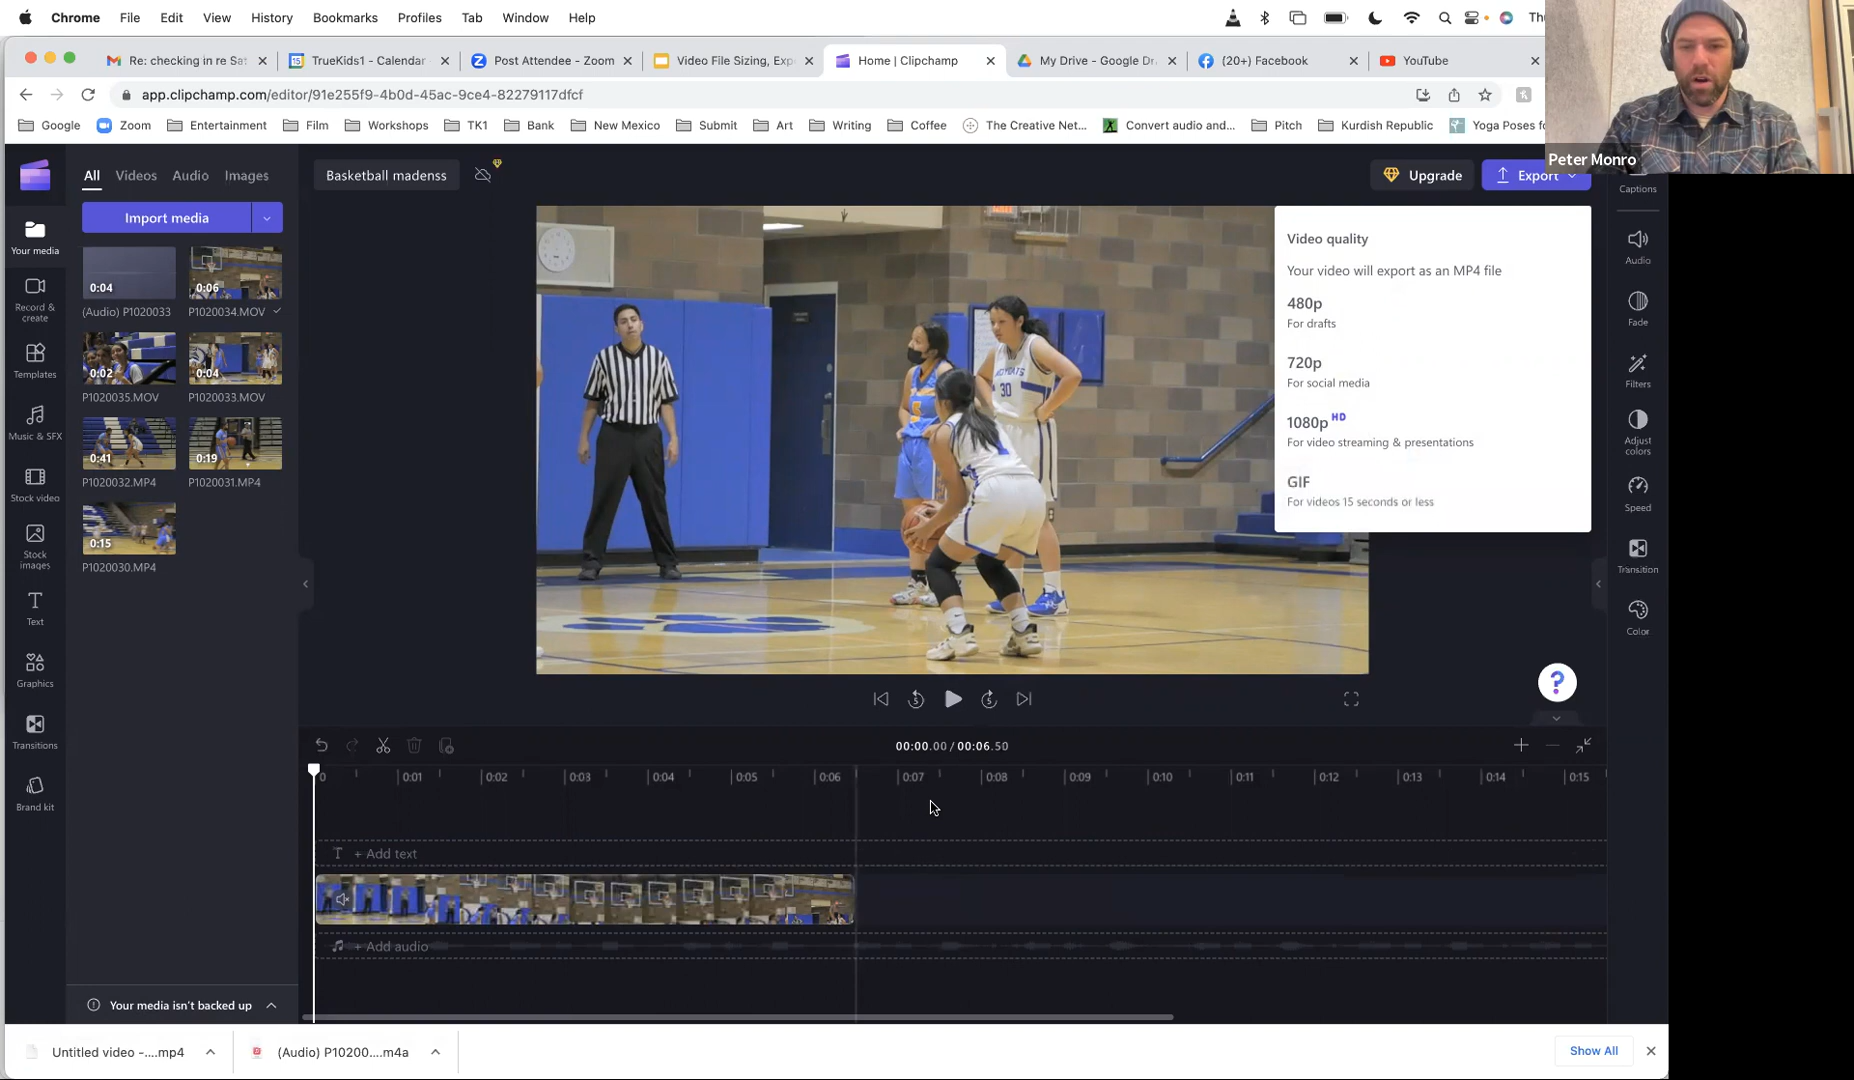 Chrome File Edit View History Bookmarks Profiles Tab Window Help
Re: checking in re Sat
TrueKids1 - Calendar
Post Attendee - Zoom
Video File Sizing, Exp
Home | Clipchamp
My Drive - Google Dr
(20+) Facebook
YouTube
app.clipchamp.com/editor/91e255f9-4b0d-45ac-9ce4-82279117dfcf
Google Zoom Entertainment Film Workshops TK1 Bank New Mexico Submit Art Writing Coffee The Creative Net... Convert audio and... Pitch Kurdish Republic Yoga Poses fo
Peter Monro
All Videos Audio Images
Basketball madenss
Upgrade
Export
Captions
Import media
Your media
Record &
create
Templates
Music & SFX
Stock video
Stock
images
Text
Graphics
Transitions
Brand kit
0:04
(Audio) P1020033
0:06
P1020034.MOV
0:02
P1020035.MOV
0:04
P1020033.MOV
0:41
P1020032.MP4
0:19
P1020031.MP4
0:15
P1020030.MP4
30
Video quality
Your video will export as an MP4 file
480p
For drafts
720p
For social media
1080p HD
For video streaming & presentations
GIF
For videos 15 seconds or less
Audio
Fade
Filters
Adjust
colors
Speed
Transition
Color
5
5
?
00:00.00 / 00:06.50
0 0:01 0:02 0:03 0:04 0:05 0:06 0:07 0:08 0:09 0:10 0:11 0:12 0:13 0:14 0:15
T + Add text
+ Add audio
Your media isn't backed up
Untitled video -....mp4
(Audio) P10200....m4a
Show All